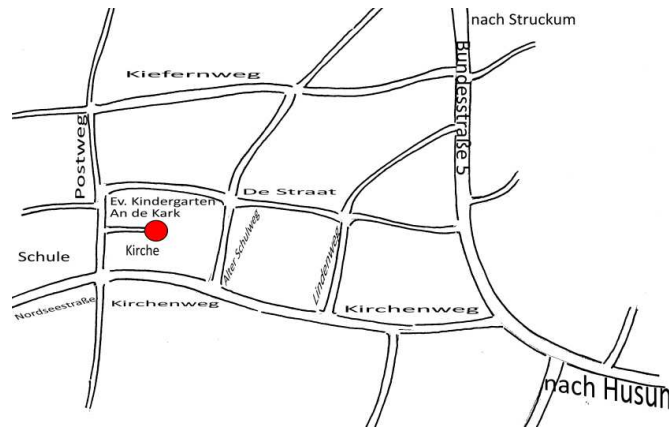 nach Struckum
Kiefernweg
Bundesstraße 5
Postweg
De Straat
Ev. Kindergarten
An de Kark
Alter Schulweg
Kirche
Schule
Lindenweg
Nordseestraße
Kirchenweg
Kirchenweg
nach Husum